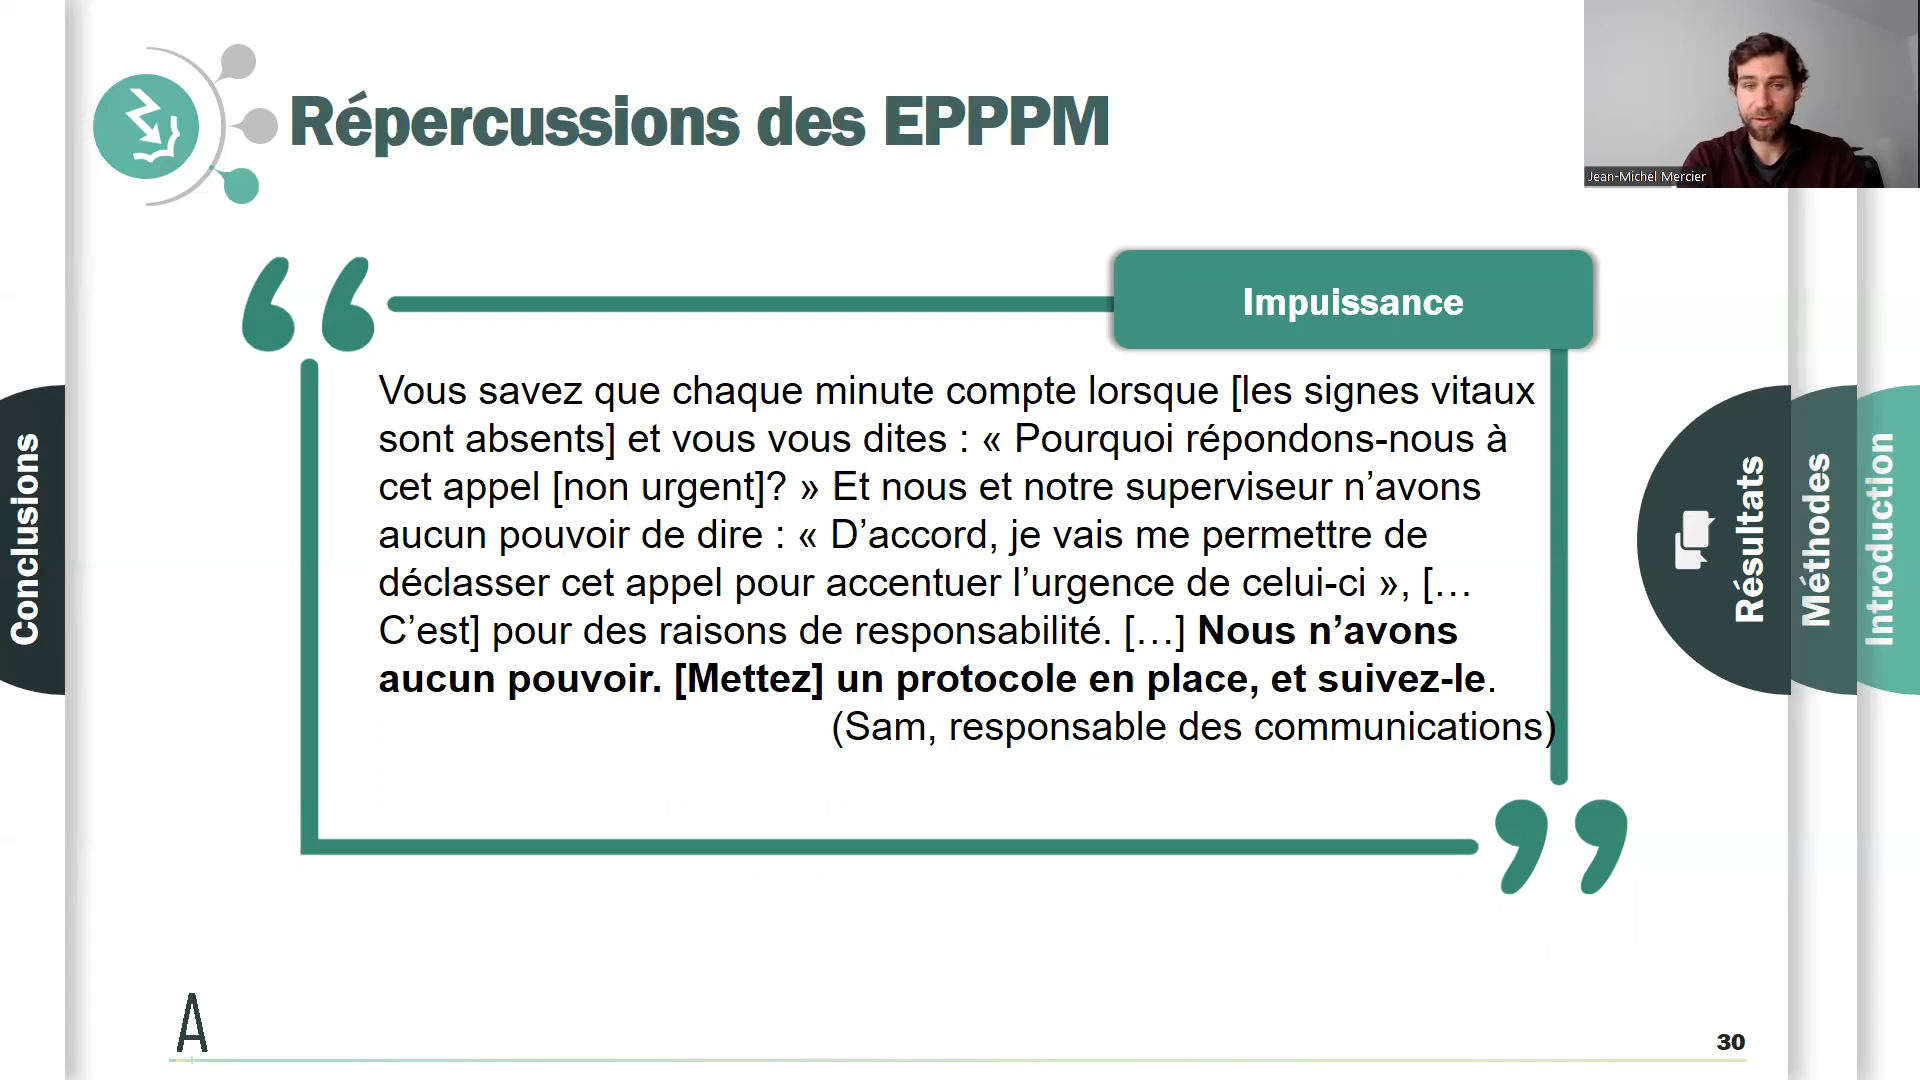 Répercussions des EPPPM
Jean-Michel Mercier
Impuissance
Vous savez que chaque minute compte lorsque [les signes vitaux
sont absents] et vous vous dites : « Pourquoi répondons-nous à
cet appel [non urgent]? » Et nous et notre superviseur n’avons
aucun pouvoir de dire : « D’accord, je vais me permettre de
déclasser cet appel pour accentuer l’urgence de celui-ci », […
C’est] pour des raisons de responsabilité. […] Nous n’avons
aucun pouvoir. [Mettez] un protocole en place, et suivez-le.
(Sam, responsable des communications)
Conclusions
Résultats
Méthodes
Introduction
A
30